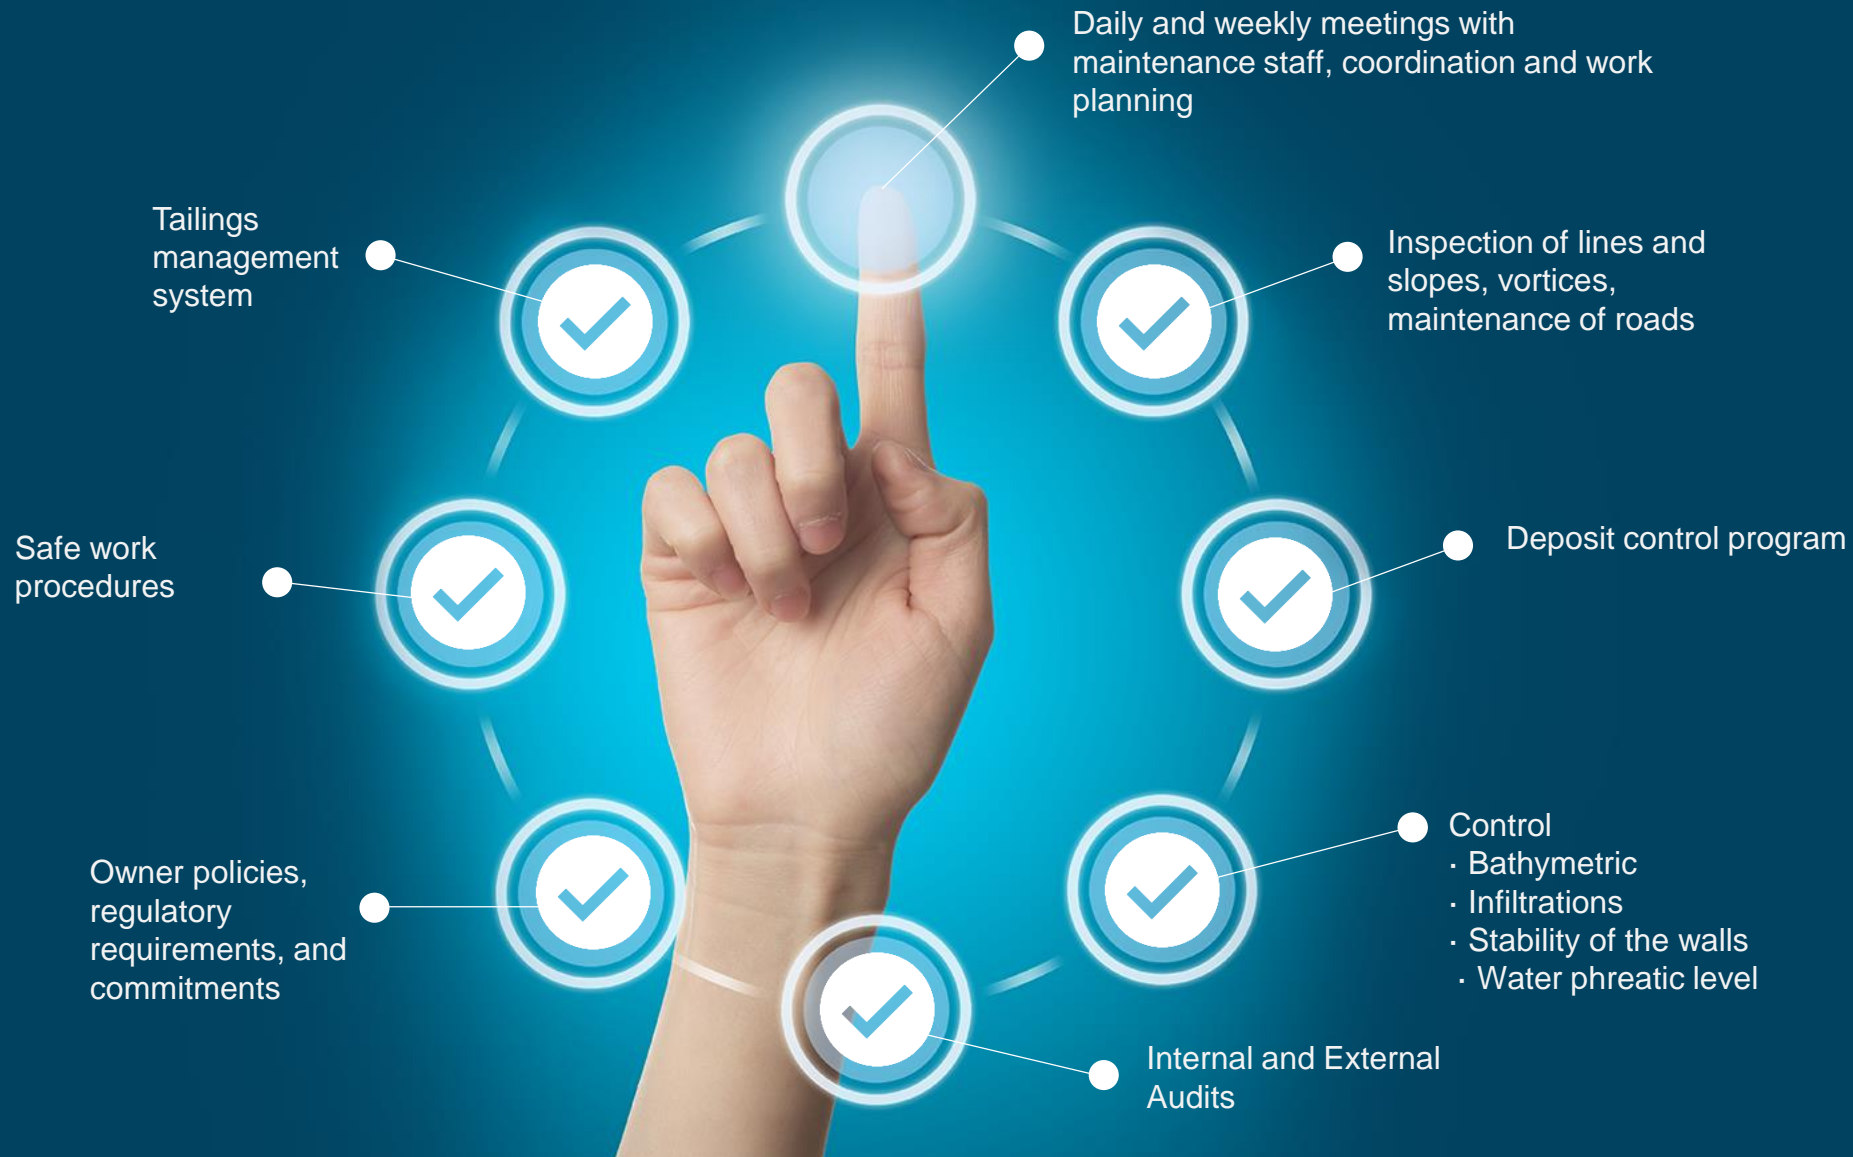 Daily and weekly meetings with
maintenance staff, coordination and work
planning
Inspection of lines and
slopes, vortices,
maintenance of roads
Deposit control program
Control
· Bathymetric
· Infiltrations
· Stability of the walls
· Water phreatic level
Internal and External
Audits
Owner policies,
regulatory
requirements, and
commitments
Safe work
procedures
Tailings
management
system